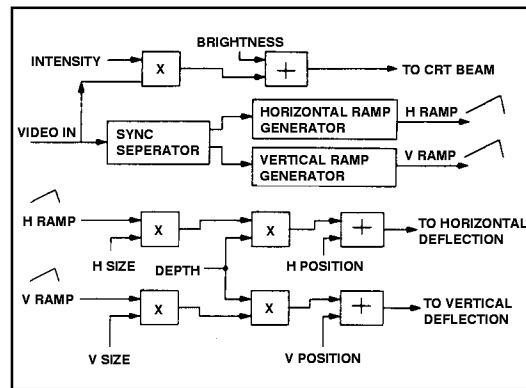 BRIGHTNESS
INTENSITY
X
+
TO CRT BEAM
HORIZONTAL RAMP
GENERATOR
H RAMP
VIDEO IN
SYNC
SEPERATOR
VERTICAL RAMP
GENERATOR
V RAMP
H RAMP
X
X
+
TO HORIZONTAL
DEFLECTION
H SIZE
DEPTH
H POSITION
V RAMP
X
X
+
TO VERTICAL
DEFLECTION
V SIZE
V POSITION